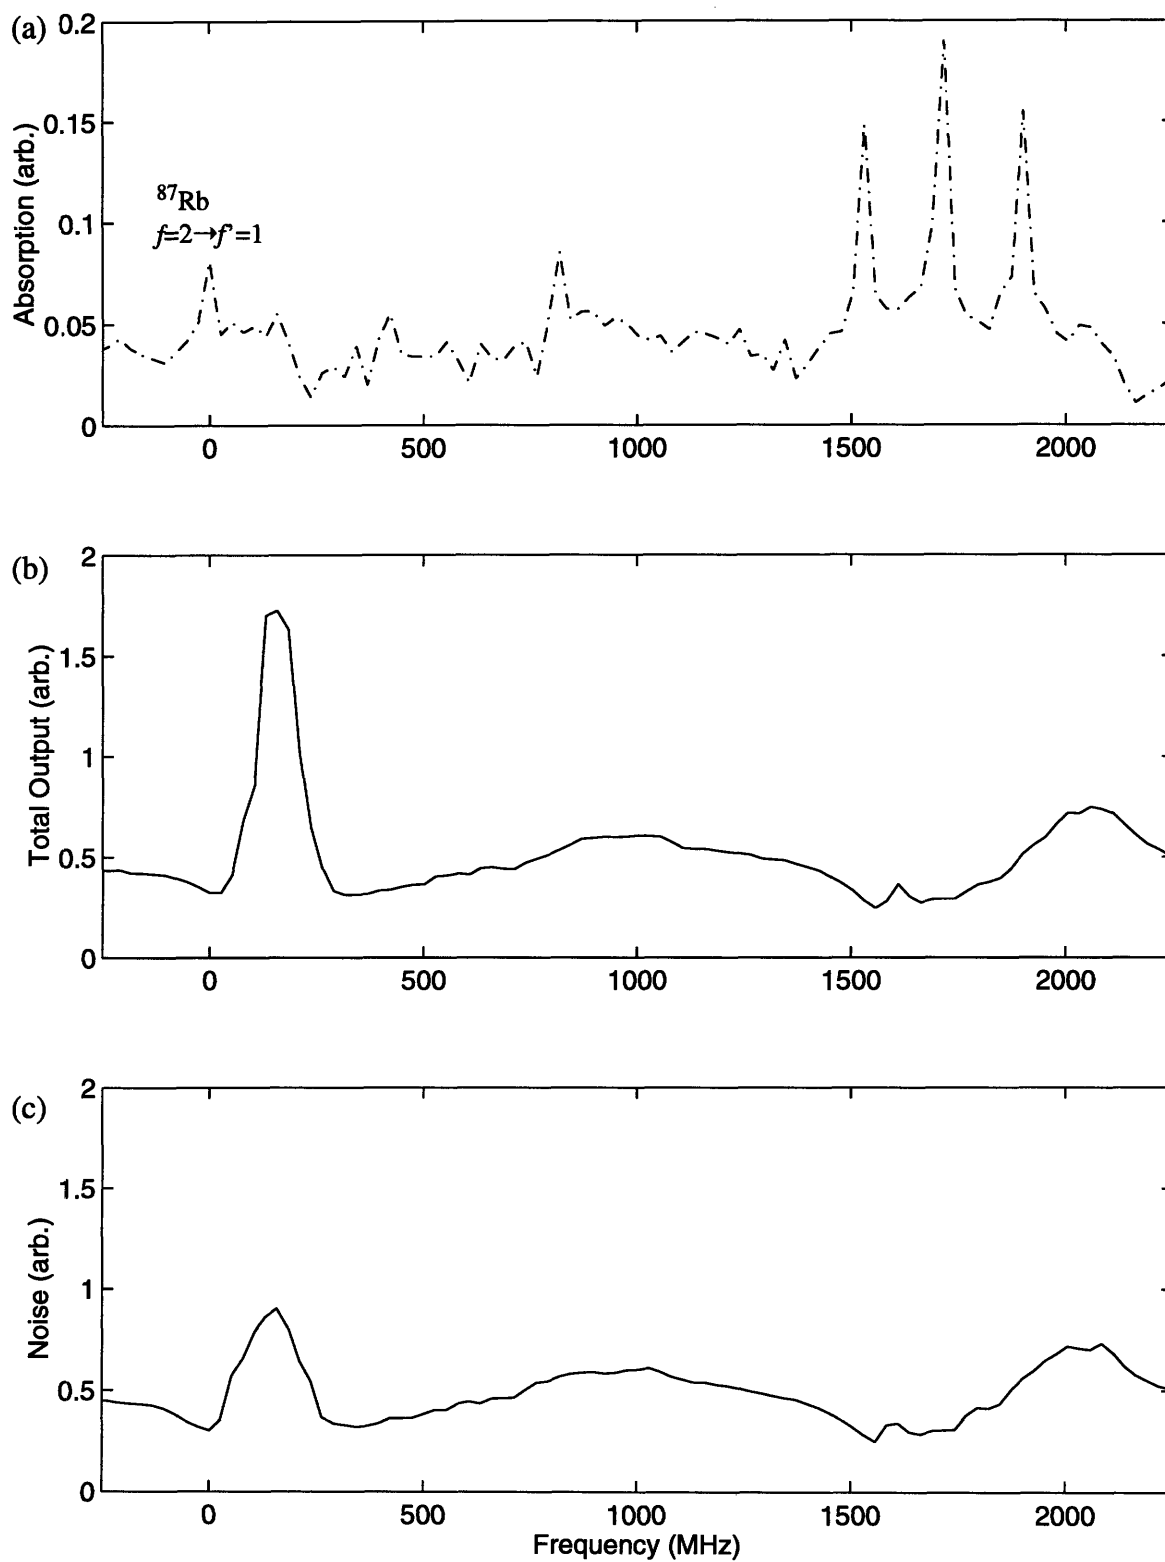 (a)
0.2
0.15
0.1
0.05
0
Absorption (arb.)
⁸⁷Rb
f=2→f'=1
0 500 1000 1500 2000
(b)
2
1.5
1
0.5
0
Total Output (arb.)
0 500 1000 1500 2000
(c)
2
1.5
1
0.5
0
Noise (arb.)
0 500 1000 1500 2000
Frequency (MHz)